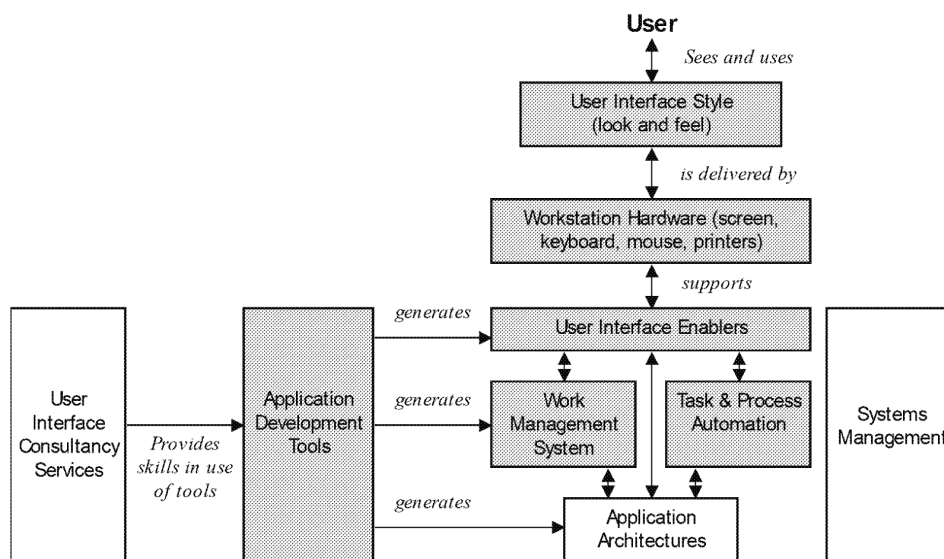 User
Sees and uses
User Interface Style
(look and feel)
is delivered by
Workstation Hardware (screen,
keyboard, mouse, printers)
supports
generates
User Interface Enablers
User
Interface
Consultancy
Services
Provides
skills in use
of tools
Application
Development
Tools
generates
Work
Management
System
Task & Process
Automation
Systems
Management
generates
Application
Architectures